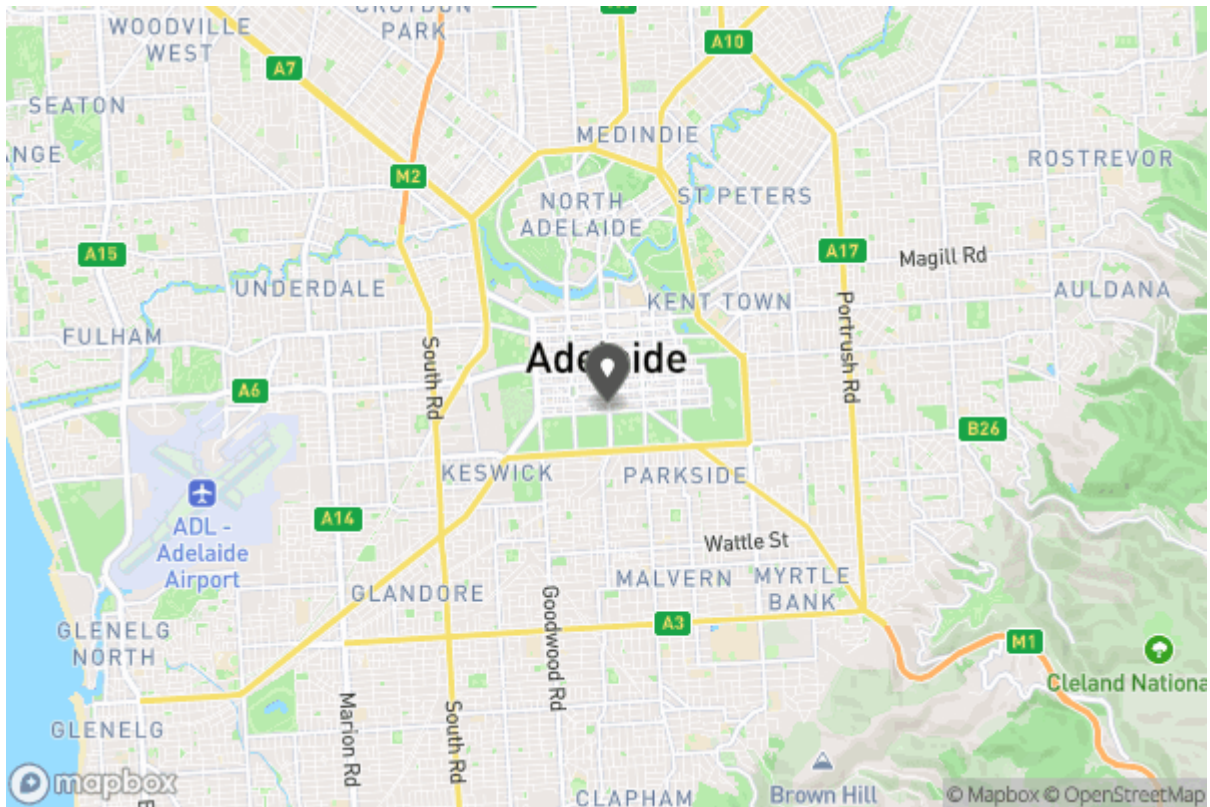 WOODVILLE
WEST
PARK
A10
A7
SEATON
MEDINDIE
ANGE
ROSTREVOR
M2
NORTH
ADELAIDE
ST PETERS
A15
A17
Magill Rd
UNDERDALE
KENT TOWN
AULDANA
FULHAM
Portrush Rd
South Rd
Adelaide
A6
B26
KESWICK
PARKSIDE
ADL -
Adelaide
Airport
A14
Wattle St
GLANDORE
MALVERN
MYRTLE
BANK
Goodwood Rd
A3
GLENELG
NORTH
M1
Cleland Nationa
GLENELG
Marion Rd
South Rd
mapbox
CLAPHAM
Brown Hill
© Mapbox © OpenStreetMap